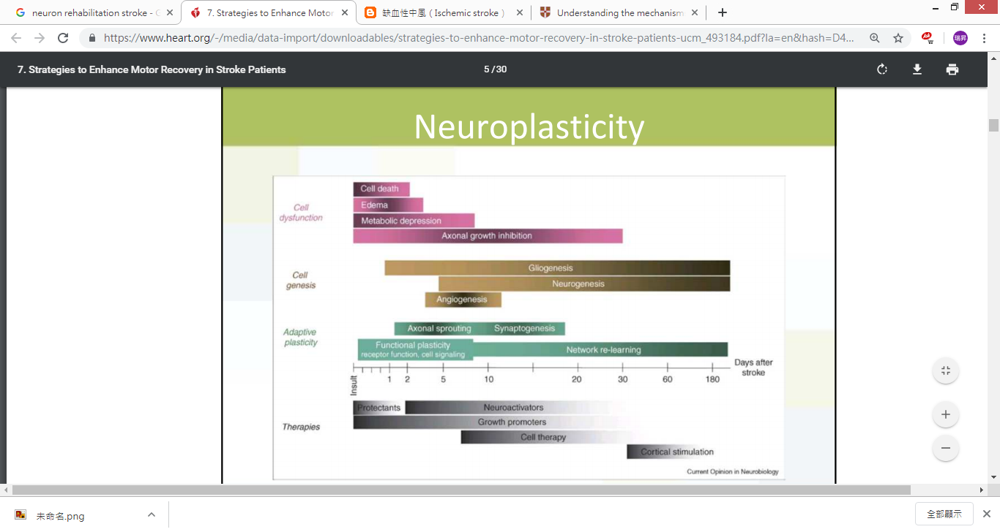 neuron rehabilitation stroke - G
7. Strategies to Enhance Motor
缺血性中風 ( Ischemic stroke )
Understanding the mechanism
https://www.heart.org/-/media/data-import/downloadables/strategies-to-enhance-motor-recovery-in-stroke-patients-ucm_493184.pdf?la=en&hash=D4...
瑞昇
7. Strategies to Enhance Motor Recovery in Stroke Patients
5 / 30
Neuroplasticity
Cell
dysfunction
Cell death
Edema
Metabolic depression
Axonal growth inhibition
Cell
genesis
Gliogenesis
Neurogenesis
Angiogenesis
Adaptive
plasticity
Axonal sprouting
Synaptogenesis
Functional plasticity
receptor function, cell signaling
Network re-learning
Insult
1 2 5 10 20 30 60 180
Days after
stroke
Therapies
Protectants
Neuroactivators
Growth promoters
Cell therapy
Cortical stimulation
Current Opinion in Neurobiology
未命名.png
全部顯示